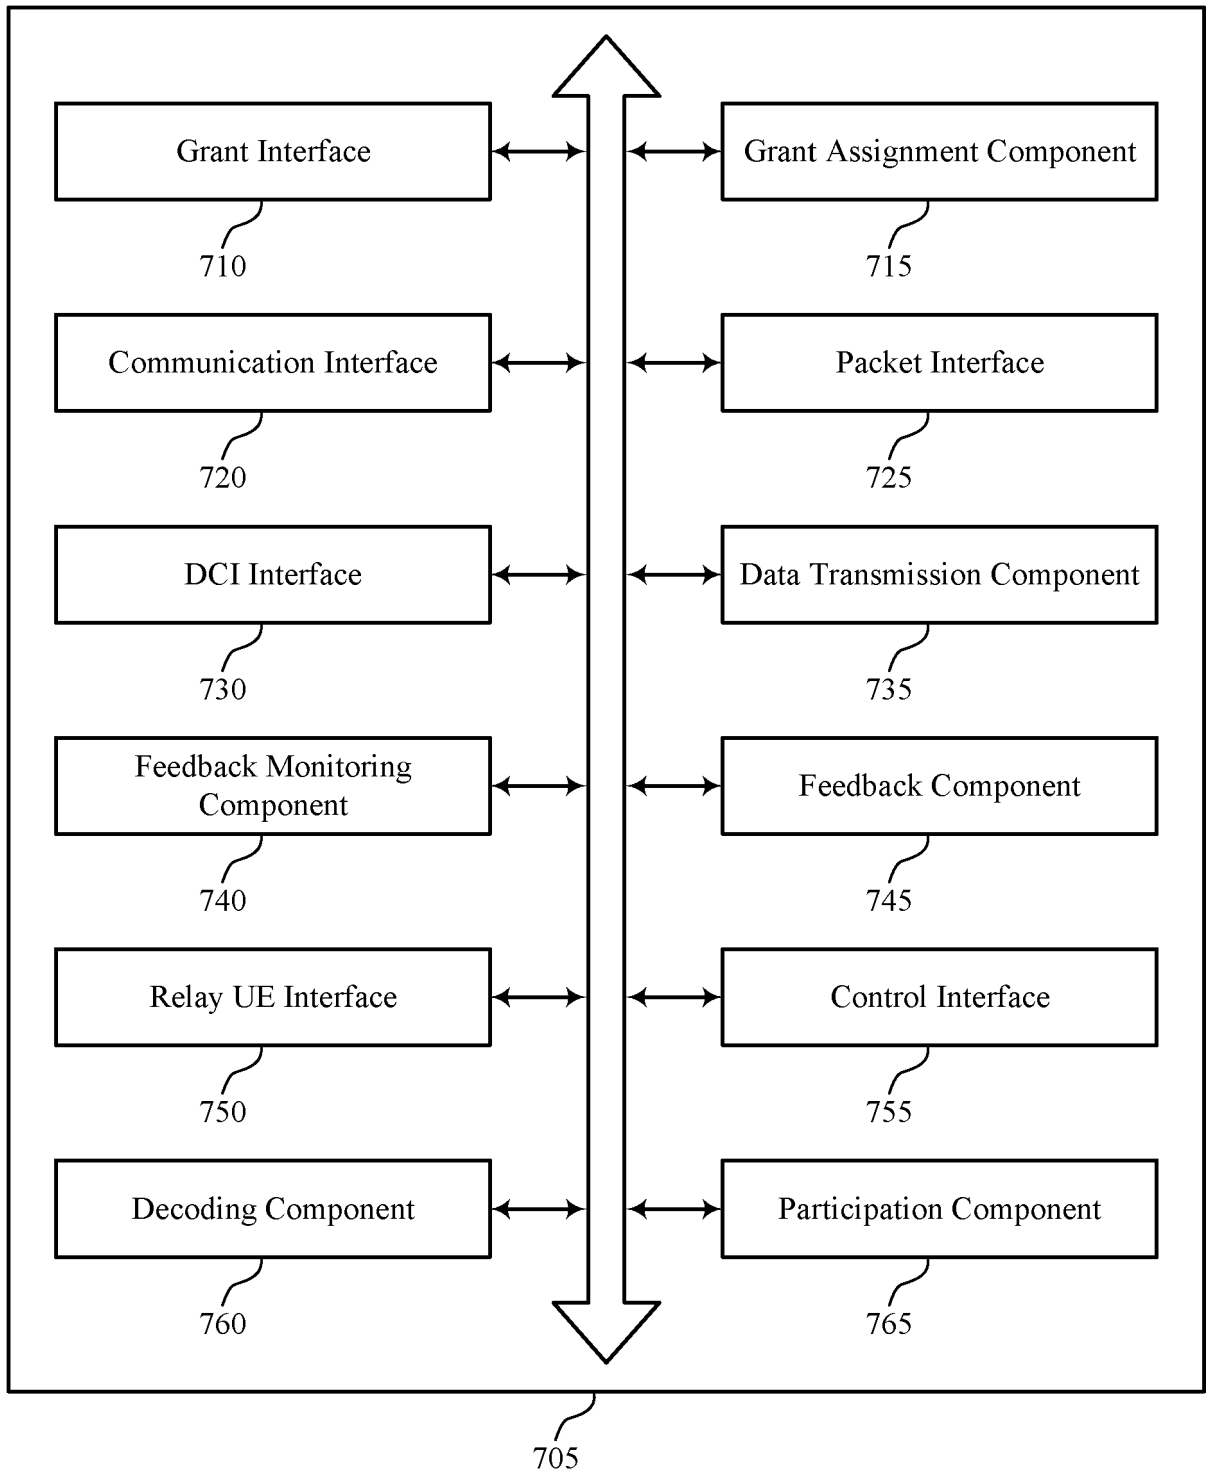 Grant Interface
Grant Assignment Component
710
715
Communication Interface
Packet Interface
720
725
DCI Interface
Data Transmission Component
730
735
Feedback Monitoring
Component
Feedback Component
740
745
Relay UE Interface
Control Interface
750
755
Decoding Component
Participation Component
760
765
705